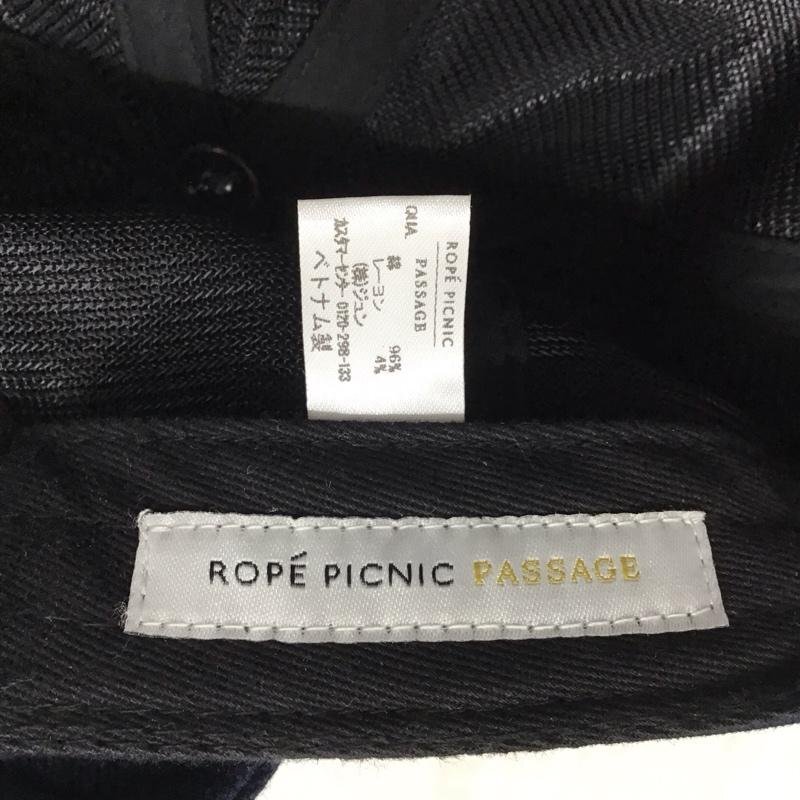 ROPÉ PICNIC
PASSAGE
QUA.
綿 96%
レーヨン 4%
(株)ジュン
カスタマーセンター 0120-298-133
ベトナム製
ROPÉ PICNIC PASSAGE